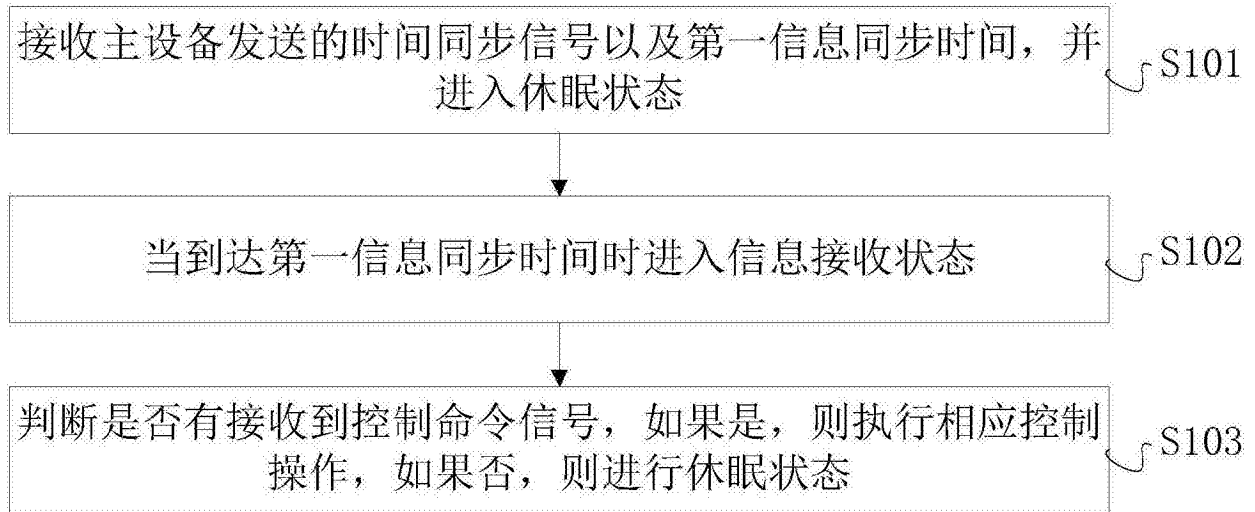 接收主设备发送的时间同步信号以及第一信息同步时间，并
进入休眠状态
S101
当到达第一信息同步时间时进入信息接收状态
S102
判断是否有接收到控制命令信号，如果是，则执行相应控制
操作，如果否，则进行休眠状态
S103